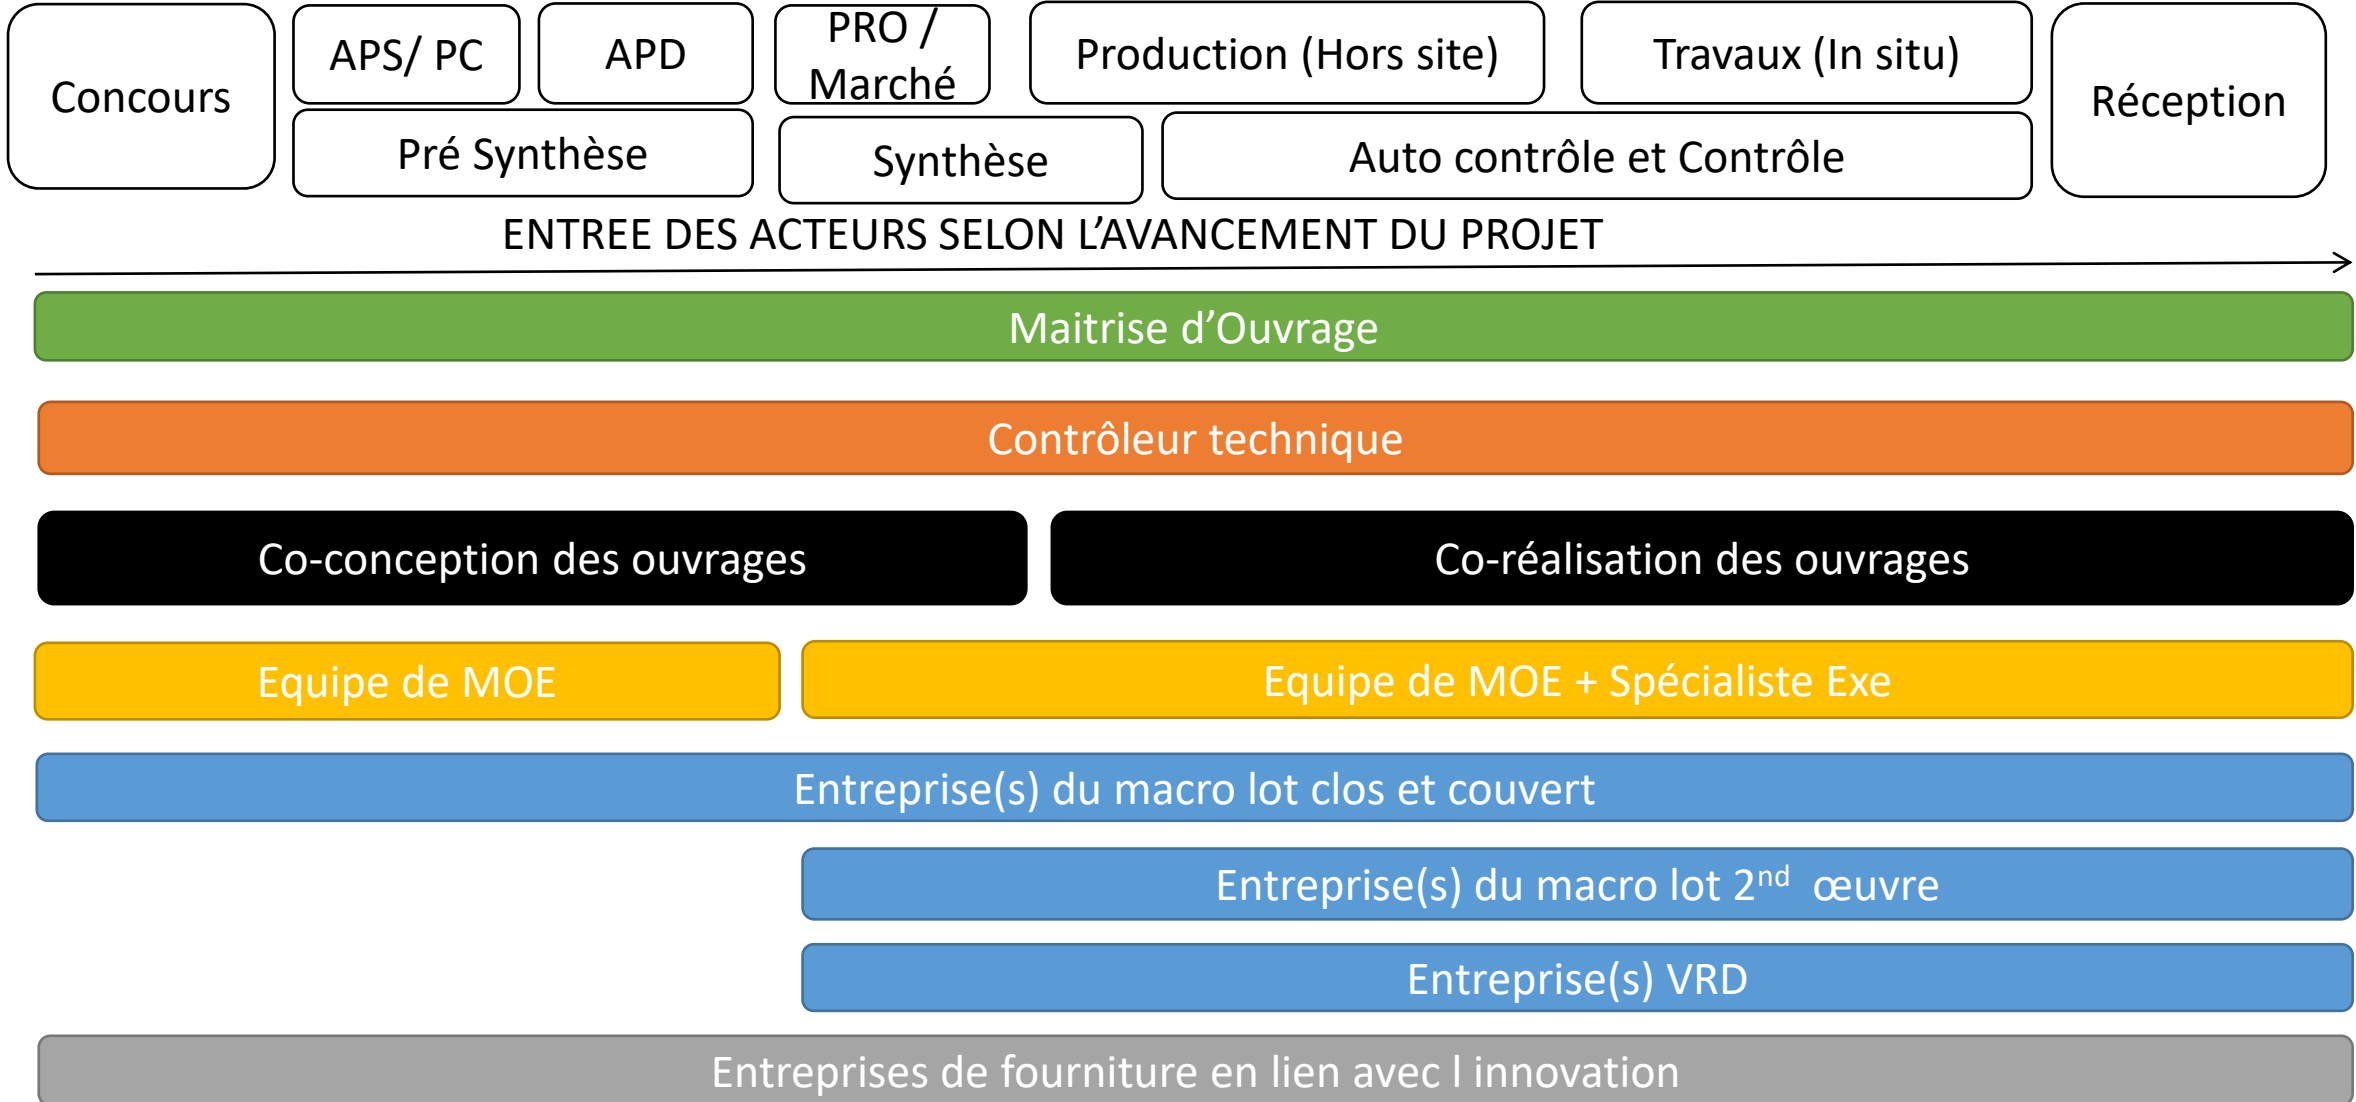 Concours
APS/ PC
APD
PRO /
Marché
Production (Hors site)
Travaux (In situ)
Réception
Pré Synthèse
Synthèse
Auto contrôle et Contrôle
ENTREE DES ACTEURS SELON L’AVANCEMENT DU PROJET
Maitrise d’Ouvrage
Contrôleur technique
Co-conception des ouvrages
Co-réalisation des ouvrages
Equipe de MOE
Equipe de MOE + Spécialiste Exe
Entreprise(s) du macro lot clos et couvert
Entreprise(s) du macro lot 2nd œuvre
Entreprise(s) VRD
Entreprises de fourniture en lien avec l innovation